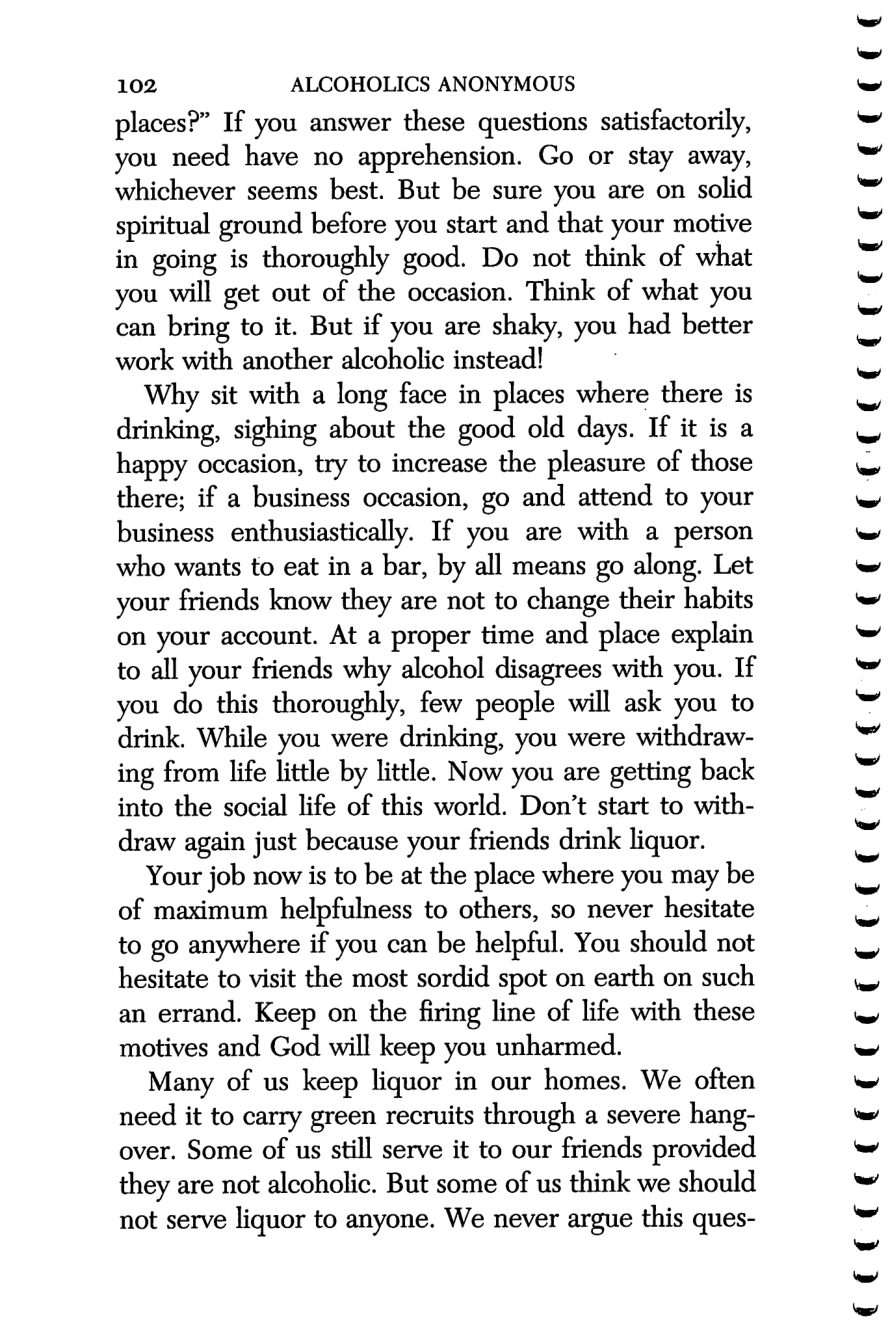 102 ALCOHOLICS ANONYMOUS
places?” If you answer these questions satisfactorily,
you need have no apprehension. Go or stay away,
whichever seems best. But be sure you are on solid
spiritual ground before you start and that your motive
in going is thoroughly good. Do not think of what
you will get out of the occasion. Think of what you
can bring to it. But if you are shaky, you had better
work with another alcoholic instead!
Why sit with a long face in places where there is
drinking, sighing about the good old days. If it is a
happy occasion, try to increase the pleasure of those
there; if a business occasion, go and attend to your
business enthusiastically. If you are with a person
who wants to eat in a bar, by all means go along. Let
your friends know they are not to change their habits
on your account. At a proper time and place explain
to all your friends why alcohol disagrees with you. If
you do this thoroughly, few people will ask you to
drink. While you were drinking, you were withdraw-
ing from life little by little. Now you are getting back
into the social life of this world. Don’t start to with-
draw again just because your friends drink liquor.
Your job now is to be at the place where you may be
of maximum helpfulness to others, so never hesitate
to go anywhere if you can be helpful. You should not
hesitate to visit the most sordid spot on earth on such
an errand. Keep on the firing line of life with these
motives and God will keep you unharmed.
Many of us keep liquor in our homes. We often
need it to carry green recruits through a severe hang-
over. Some of us still serve it to our friends provided
they are not alcoholic. But some of us think we should
not serve liquor to anyone. We never argue this ques-